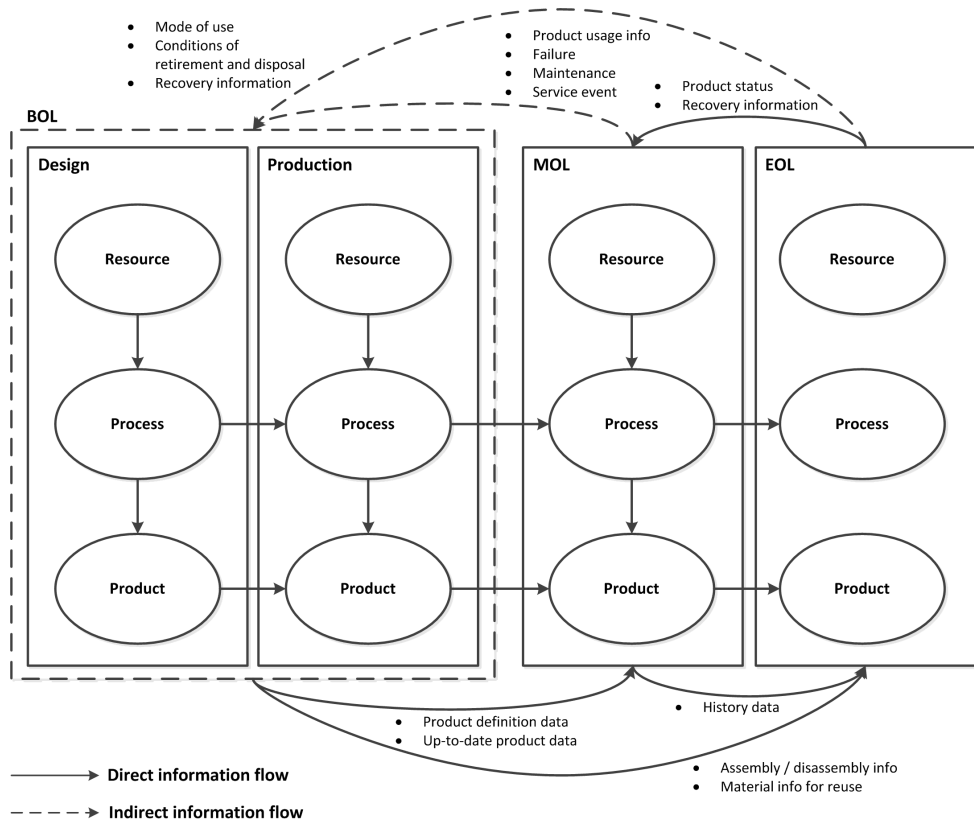 • Mode of use
• Conditions of
retirement and disposal
• Recovery information
• Product usage info
• Failure
• Maintenance
• Service event
• Product status
• Recovery information
BOL
Design
Production
MOL
EOL
Resource
Resource
Resource
Resource
Process
Process
Process
Process
Product
Product
Product
Product
• Product definition data
• Up-to-date product data
• History data
• Assembly / disassembly info
• Material info for reuse
Direct information flow
Indirect information flow